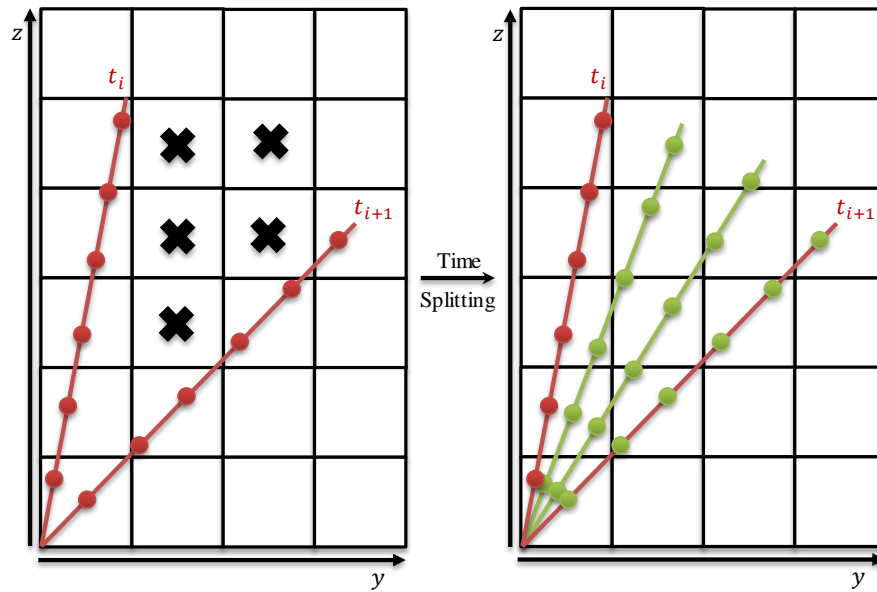 z
t_i
t_{i+1}
y
Time
Splitting
z
t_i
t_{i+1}
y